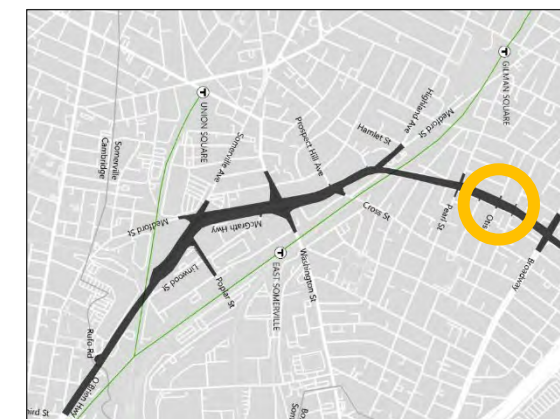 GILMAN SQUARE
UNION SQUARE
Highland Ave
Medford St
Hamlet St
Prospect Hill Ave
Somerville Ave
Somerville
Cambridge
Cross St
Pearl St
Otis
Medford St
McGrath Hwy
Broadway
Linwood St
Poplar St
EAST SOMERVILLE
Washington St
Rufo Rd
O'Brien Hwy
hird St